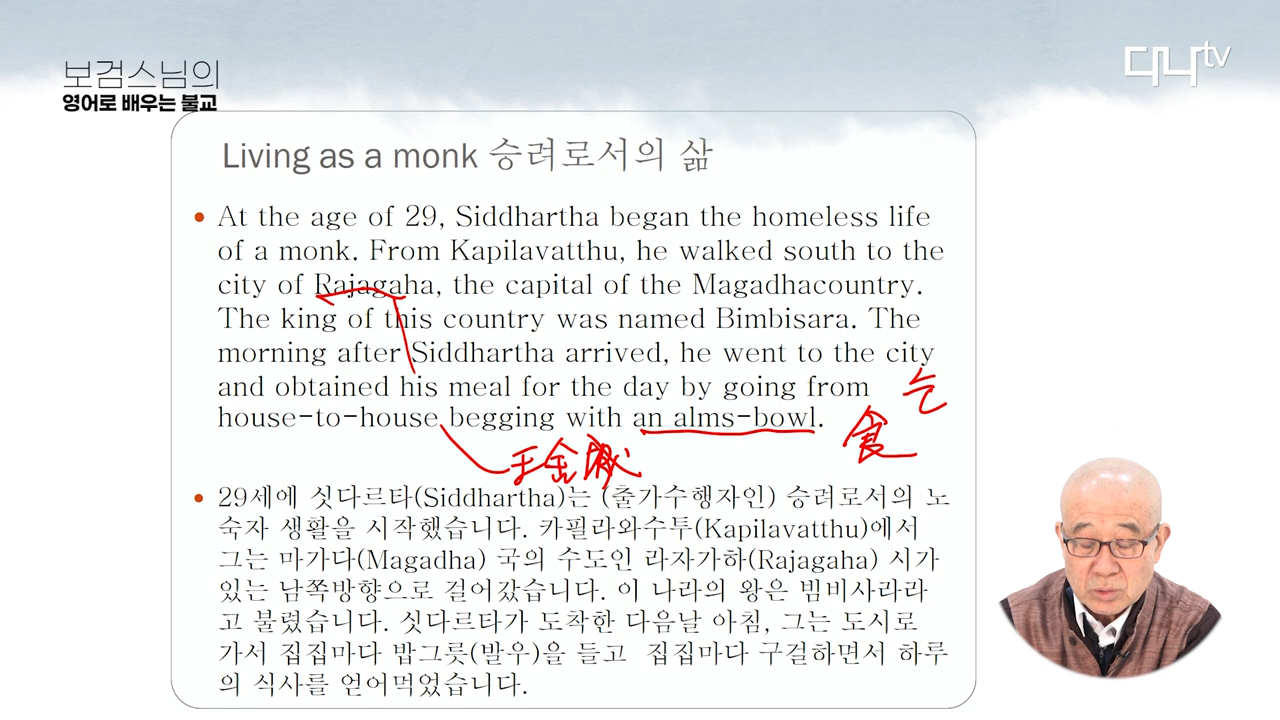 보검스님의
영어로 배우는 불교
디나tv
Living as a monk 승려로서의 삶
• At the age of 29, Siddhartha began the homeless life
of a monk. From Kapilavatthu, he walked south to the
city of Rajagaha, the capital of the Magadhacountry.
The king of this country was named Bimbisara. The
morning after Siddhartha arrived, he went to the city
and obtained his meal for the day by going from
house-to-house begging with an alms-bowl.
乞
食
• 29세에 싯다르타(Siddhartha)는 (출가수행자인) 승려로서의 노
숙자 생활을 시작했습니다. 카필라와수투(Kapilavatthu)에서
그는 마가다(Magadha) 국의 수도인 라자가하(Rajagaha) 시가
있는 남쪽방향으로 걸어갔습니다. 이 나라의 왕은 빔비사라라
고 불렸습니다. 싯다르타가 도착한 다음날 아침, 그는 도시로
가서 집집마다 밥그릇(발우)을 들고 집집마다 구걸하면서 하루
의 식사를 얻어먹었습니다.